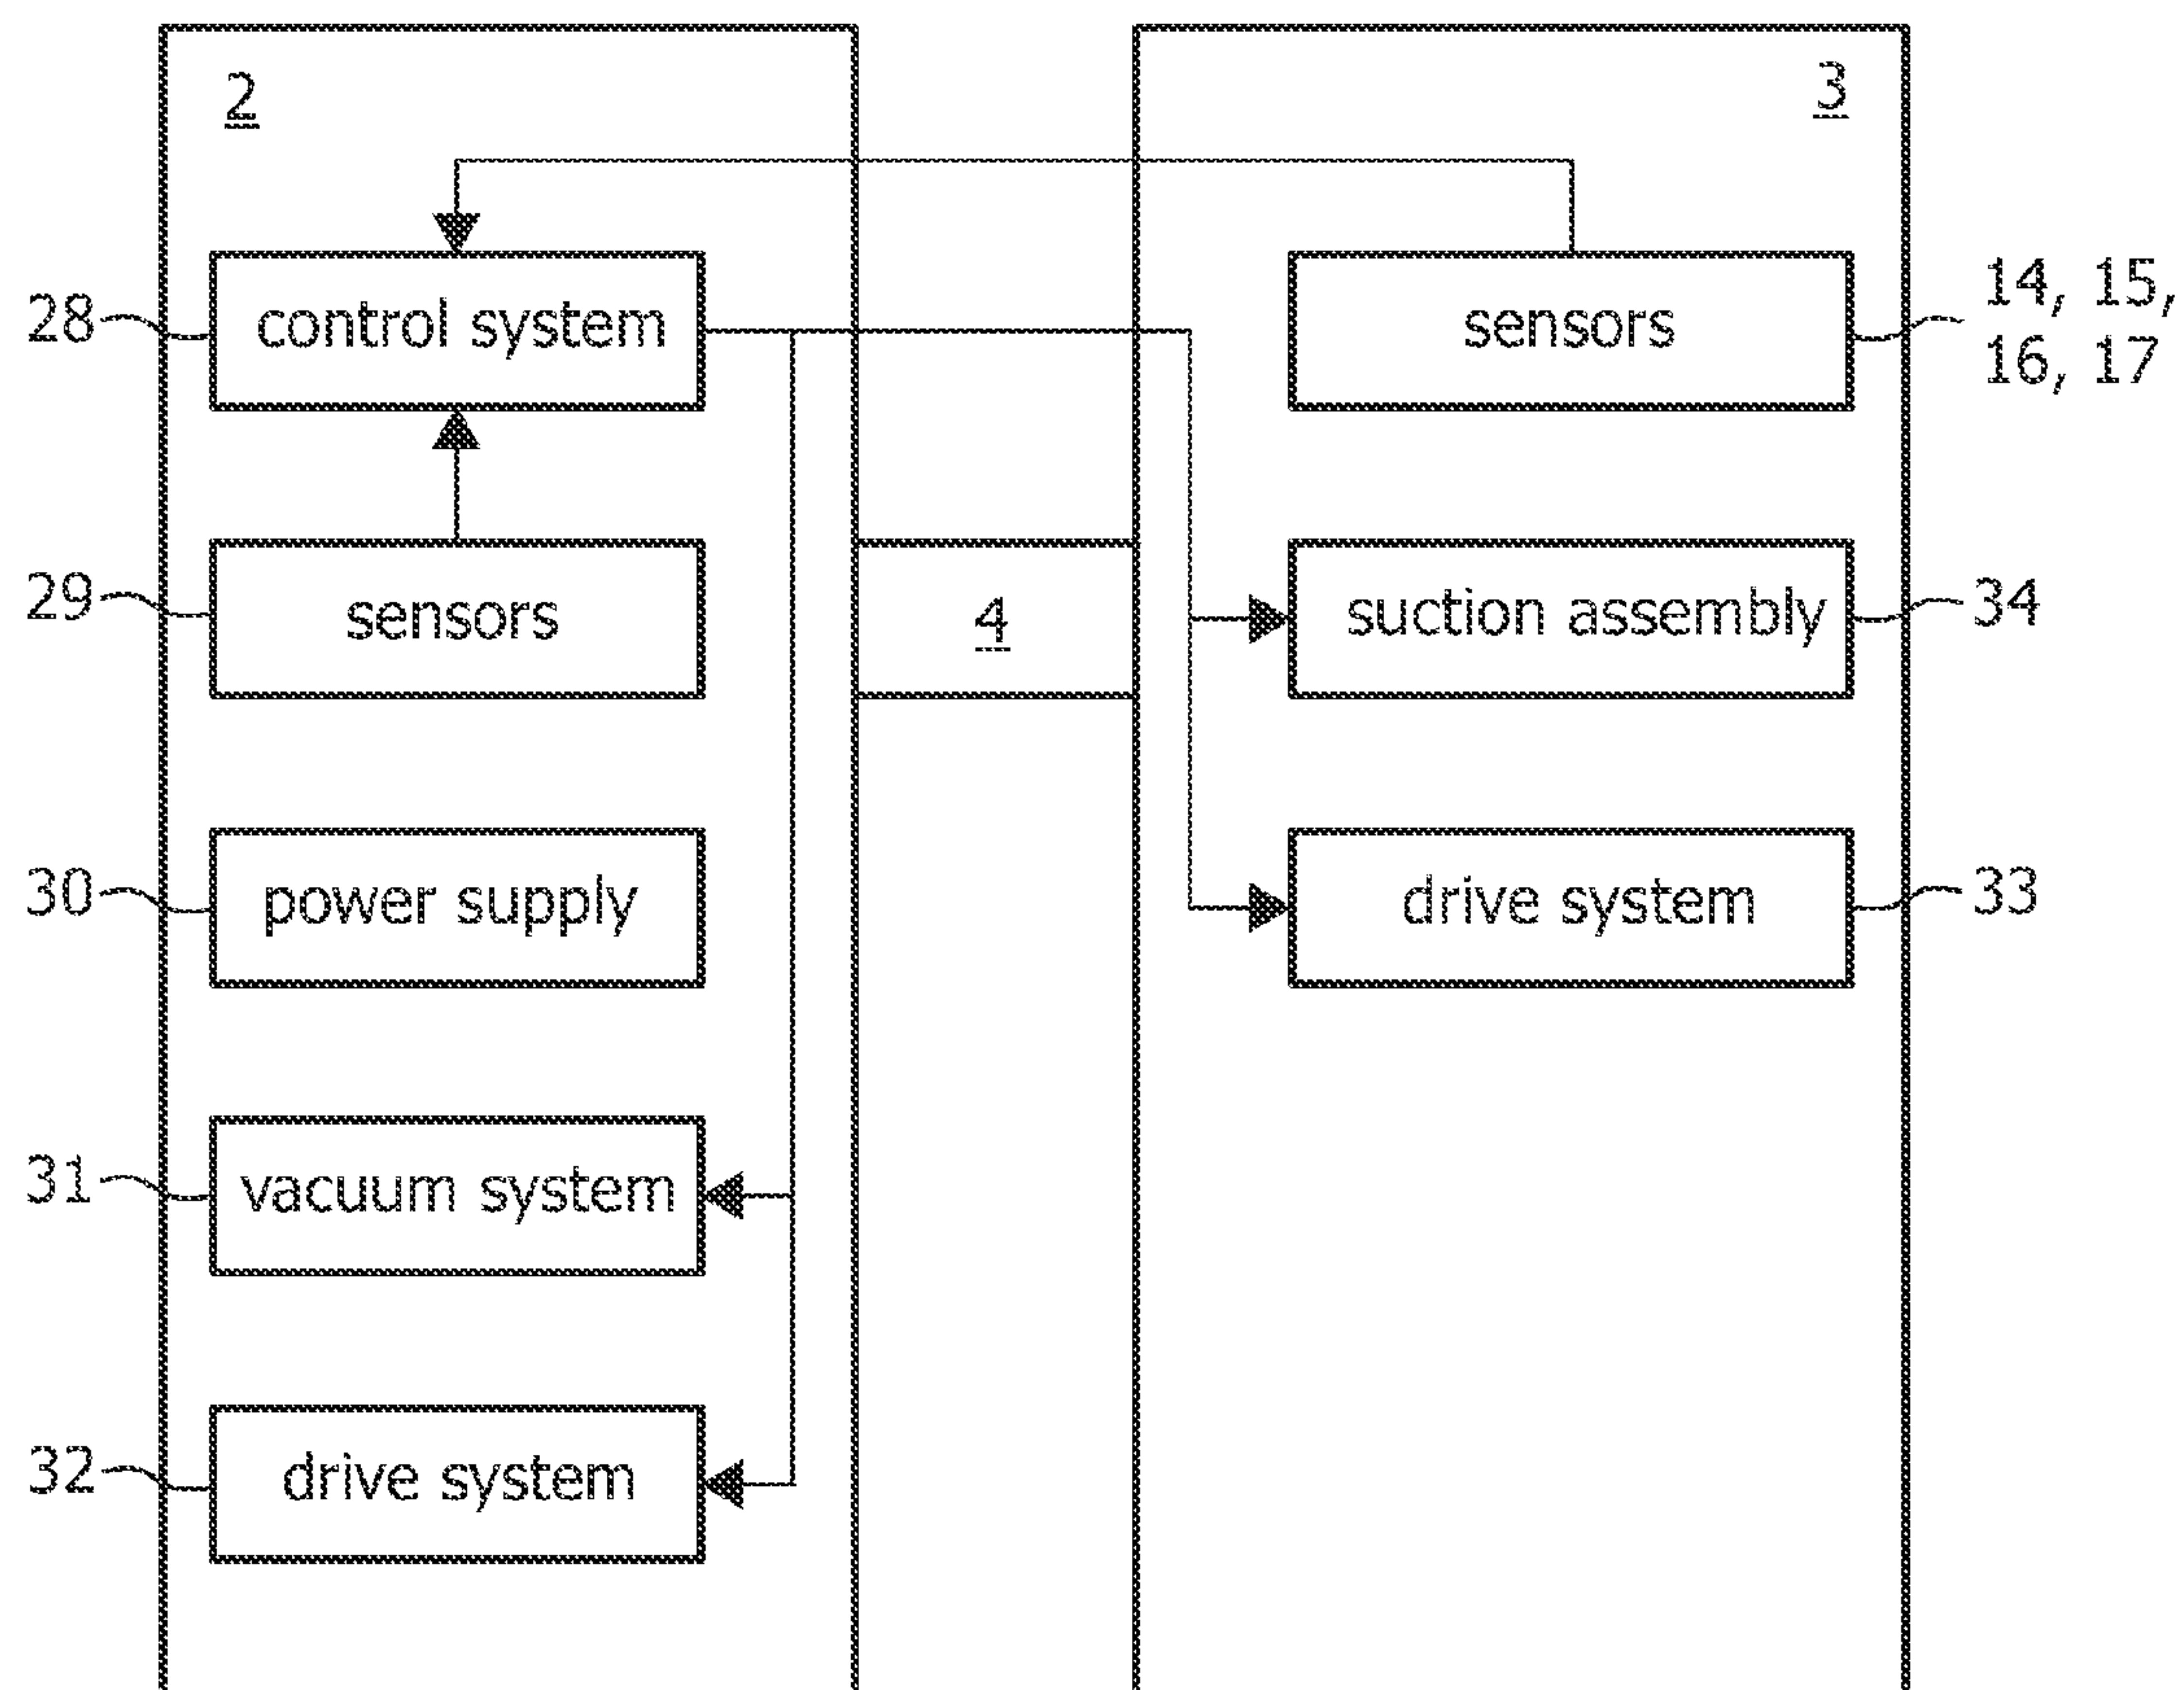 2
3
28
control system
sensors
14, 15,
16, 17
29
sensors
4
suction assembly
34
30
power supply
drive system
33
31
vacuum system
32
drive system